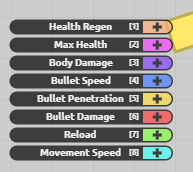 Health Regen [1] +
Max Health [2] +
Body Damage [3] +
Bullet Speed [4] +
Bullet Penetration [5] +
Bullet Damage [6] +
Reload [7] +
Movement Speed [8] +